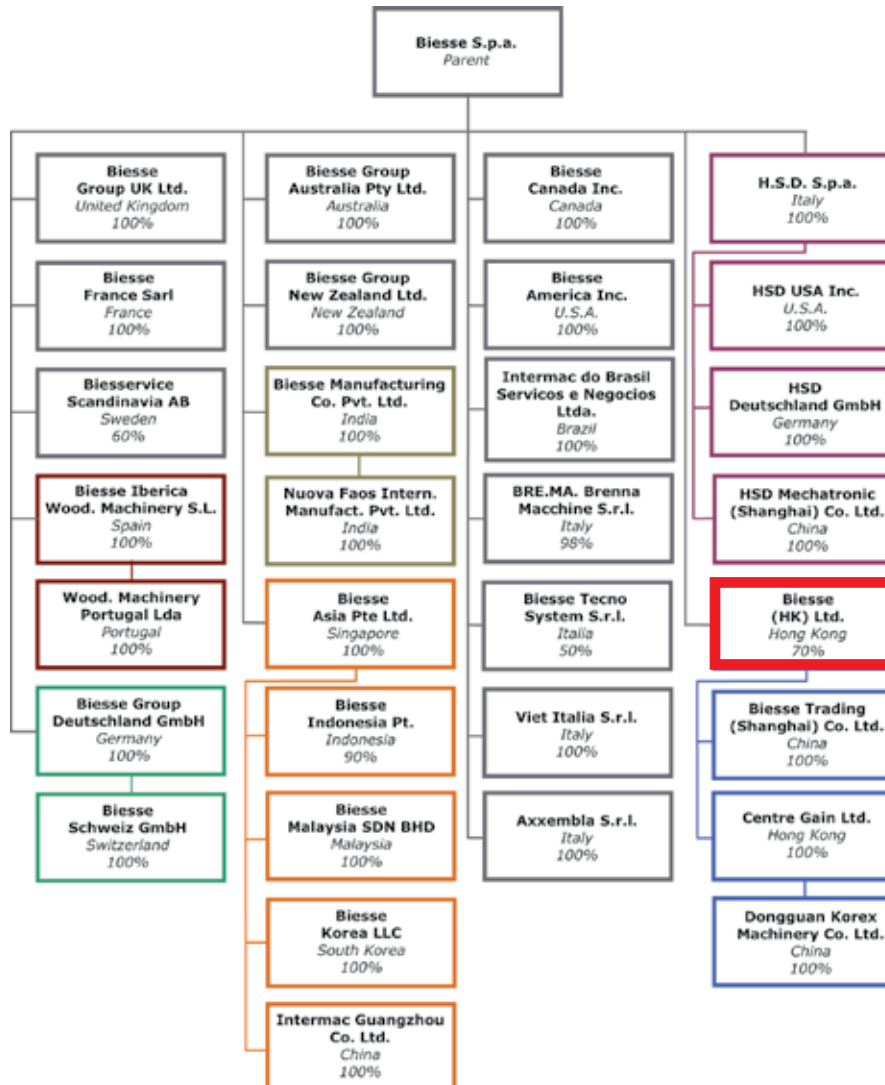 Biesse S.p.a.
Parent
Biesse
Group UK Ltd.
United Kingdom
100%
Biesse
France Sarl
France
100%
Biesservice
Scandinavia AB
Sweden
60%
Biesse Iberica
Wood. Machinery S.L.
Spain
100%
Wood. Machinery
Portugal Lda
Portugal
100%
Biesse Group
Deutschland GmbH
Germany
100%
Biesse
Schweiz GmbH
Switzerland
100%
Biesse Group
Australia Pty Ltd.
Australia
100%
Biesse Group
New Zealand Ltd.
New Zealand
100%
Biesse Manufacturing
Co. Pvt. Ltd.
India
100%
Nuova Faos Intern.
Manufact. Pvt. Ltd.
India
100%
Biesse
Asia Pte Ltd.
Singapore
100%
Biesse
Indonesia Pt.
Indonesia
90%
Biesse
Malaysia SDN BHD
Malaysia
100%
Biesse
Korea LLC
South Korea
100%
Intermac Guangzhou
Co. Ltd.
China
100%
Biesse
Canada Inc.
Canada
100%
Biesse
America Inc.
U.S.A.
100%
Intermac do Brasil
Servicos e Negocios
Ltda.
Brazil
100%
BRE.MA. Brenna
Macchine S.r.l.
Italy
98%
Biesse Tecno
System S.r.l.
Italia
50%
Viet Italia S.r.l.
Italy
100%
Axxembla S.r.l.
Italy
100%
H.S.D. S.p.a.
Italy
100%
HSD USA Inc.
U.S.A.
100%
HSD
Deutschland GmbH
Germany
100%
HSD Mechatronic
(Shanghai) Co. Ltd.
China
100%
Biesse
(HK) Ltd.
Hong Kong
70%
Biesse Trading
(Shanghai) Co. Ltd.
China
100%
Centre Gain Ltd.
Hong Kong
100%
Dongguan Korex
Machinery Co. Ltd.
China
100%